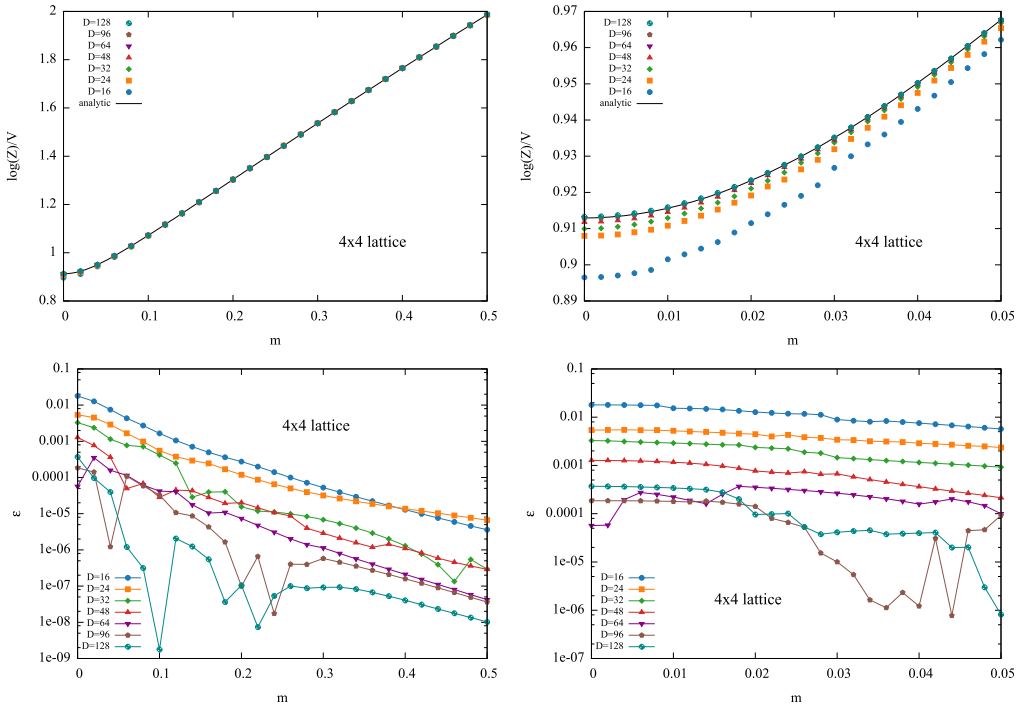 D=128
D=96
D=64
D=48
D=32
D=24
D=16
analytic
log(Z)/V
2
1.8
1.6
1.4
1.2
1
0.8
4x4 lattice
0 0.1 0.2 0.3 0.4 0.5
m
D=128
D=96
D=64
D=48
D=32
D=24
D=16
analytic
log(Z)/V
0.97
0.96
0.95
0.94
0.93
0.92
0.91
0.9
0.89
4x4 lattice
0 0.01 0.02 0.03 0.04 0.05
m
0.1
0.01
0.001
0.0001
1e-05
1e-06
1e-07
1e-08
1e-09
ε
4x4 lattice
D=16
D=24
D=32
D=48
D=64
D=96
D=128
0 0.1 0.2 0.3 0.4 0.5
m
0.1
0.01
0.001
0.0001
1e-05
1e-06
1e-07
ε
4x4 lattice
D=16
D=24
D=32
D=48
D=64
D=96
D=128
0 0.01 0.02 0.03 0.04 0.05
m